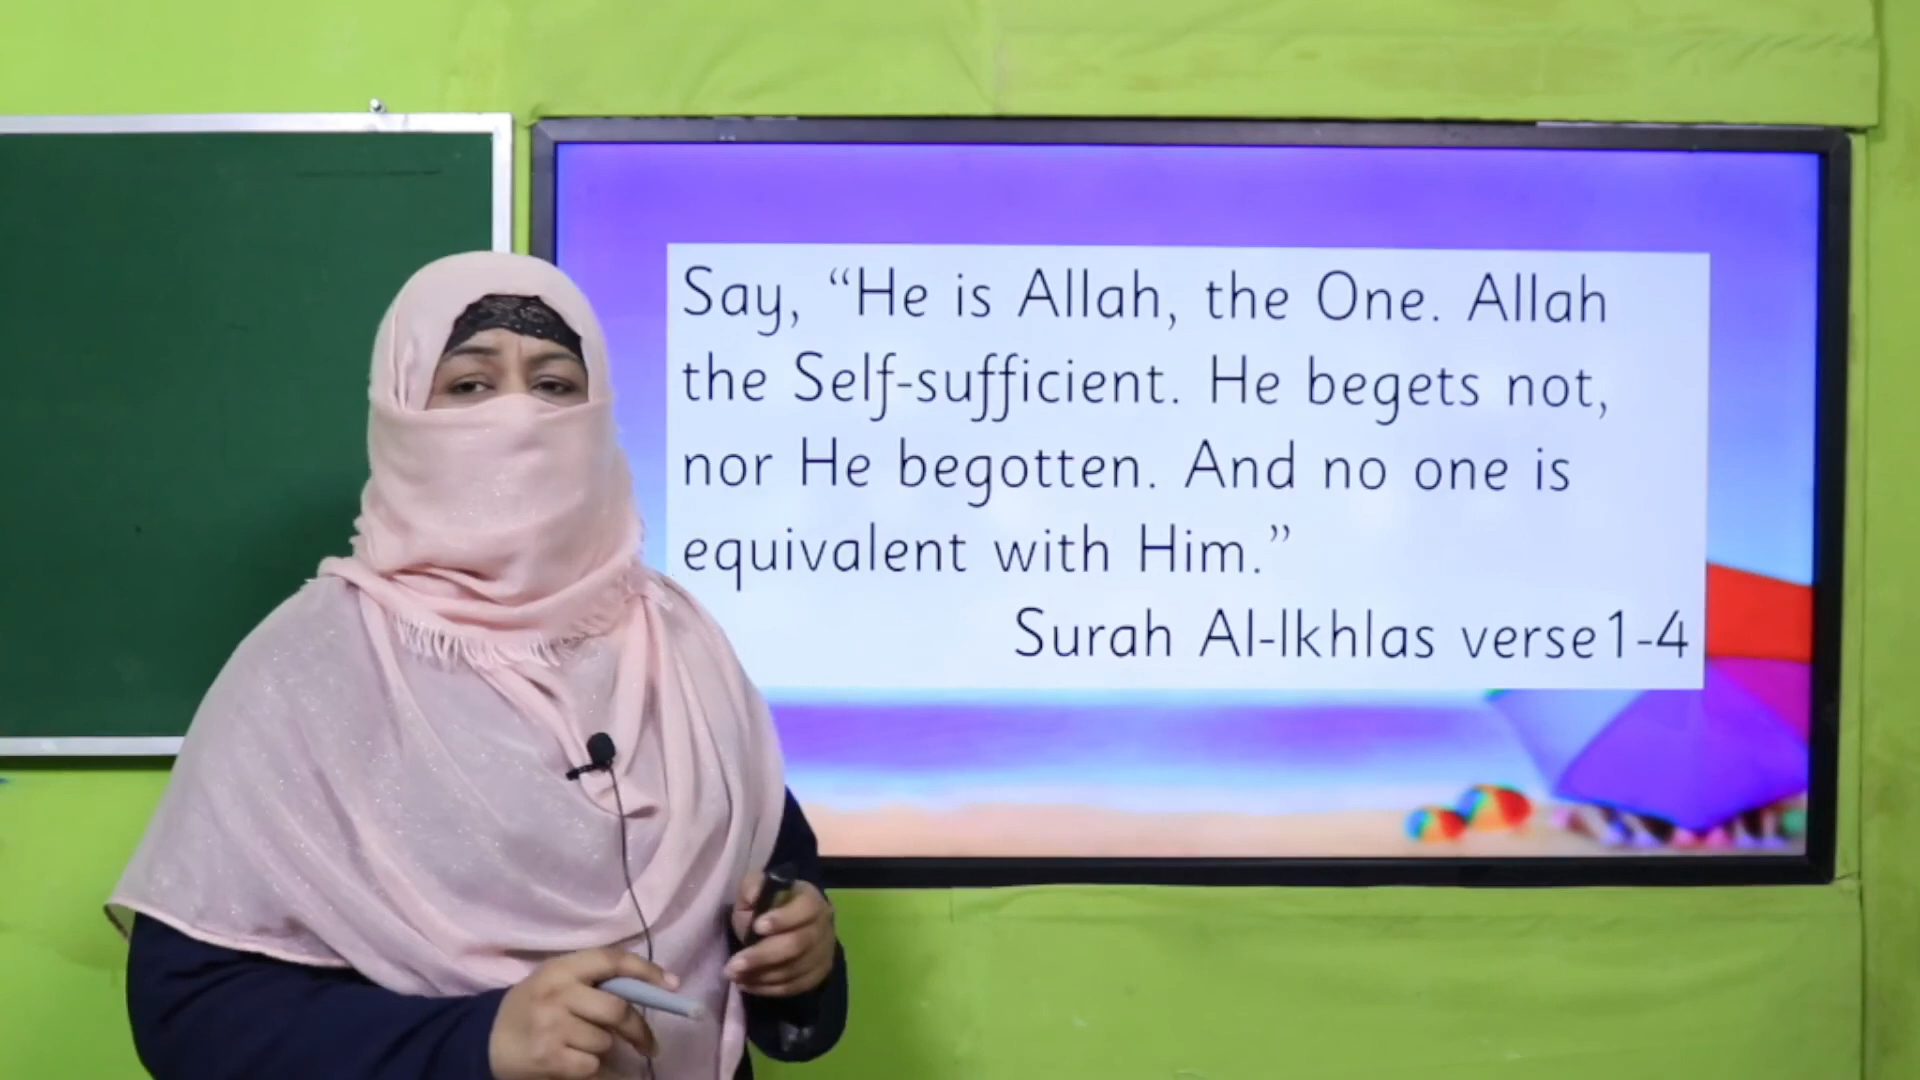 Say, “He is Allah, the One. Allah
the Self-sufficient. He begets not,
nor He begotten. And no one is
equivalent with Him.”
Surah Al-Ikhlas verse1-4